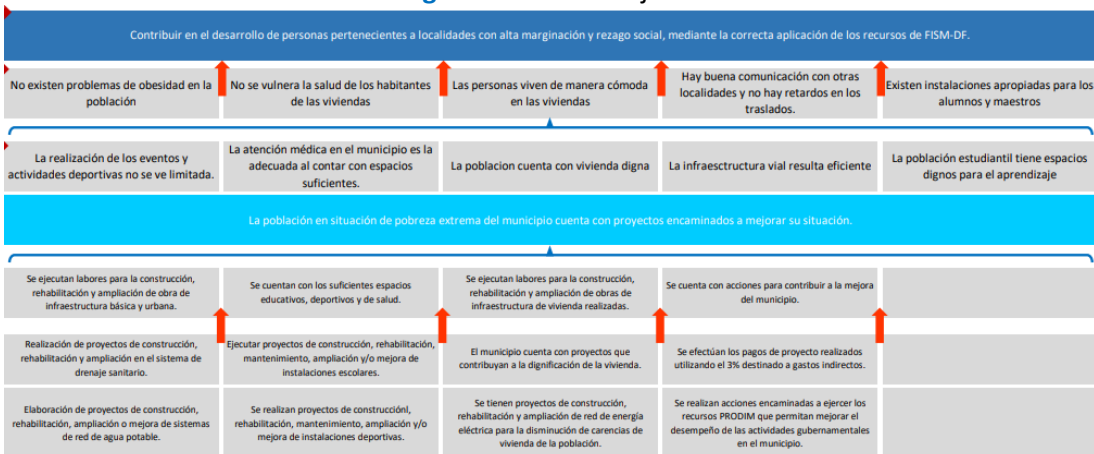 Contribuir en el desarrollo de personas pertenecientes a localidades con alta marginación y rezago social, mediante la correcta aplicación de los recursos de FISM-DF.
No existen problemas de obesidad en la
población
No se vulnera la salud de los habitantes
de las viviendas
Las personas viven de manera cómoda
en las viviendas
Hay buena comunicación con otras
localidades y no hay retardos en los
traslados.
Existen instalaciones apropiadas para los
alumnos y maestros
La realización de los eventos y
actividades deportivas no se ve limitada.
La atención médica en el municipio es la
adecuada al contar con espacios
suficientes.
La poblacion cuenta con vivienda digna
La infraesctructura vial resulta eficiente
La población estudiantil tiene espacios
dignos para el aprendizaje
La población en situación de pobreza extrema del municipio cuenta con proyectos encaminados a mejorar su situación.
Se ejecutan labores para la construcción,
rehabilitación y ampliación de obra de
infraestructura básica y urbana.
Se cuentan con los suficientes espacios
educativos, deportivos y de salud.
Se ejecutan labores para la construcción,
rehabilitación y ampliación de obras de
infraestructura de vivienda realizadas.
Se cuenta con acciones para contribuir a la mejora
del municipio.
Realización de proyectos de construcción,
rehabilitación y ampliación en el sistema de
drenaje sanitario.
Ejecutar proyectos de construcción, rehabilitación,
mantenimiento, ampliación y/o mejora de
instalaciones escolares.
El municipio cuenta con proyectos que
contribuyan a la dignificación de la vivienda.
Se efectúan los pagos de proyecto realizados
utilizando el 3% destinado a gastos indirectos.
Elaboración de proyectos de construcción,
rehabilitación, ampliación o mejora de sistemas
de red de agua potable.
Se realizan proyectos de construcciónl,
rehabilitación, mantenimiento, ampliación y/o
mejora de instalaciones deportivas.
Se tienen proyectos de construcción,
rehabilitación y ampliación de red de energía
eléctrica para la disminución de carencias de
vivienda de la población.
Se realizan acciones encaminadas a ejercer los
recursos PRODIM que permitan mejorar el
desempeño de las actividades gubernamentales
en el municipio.